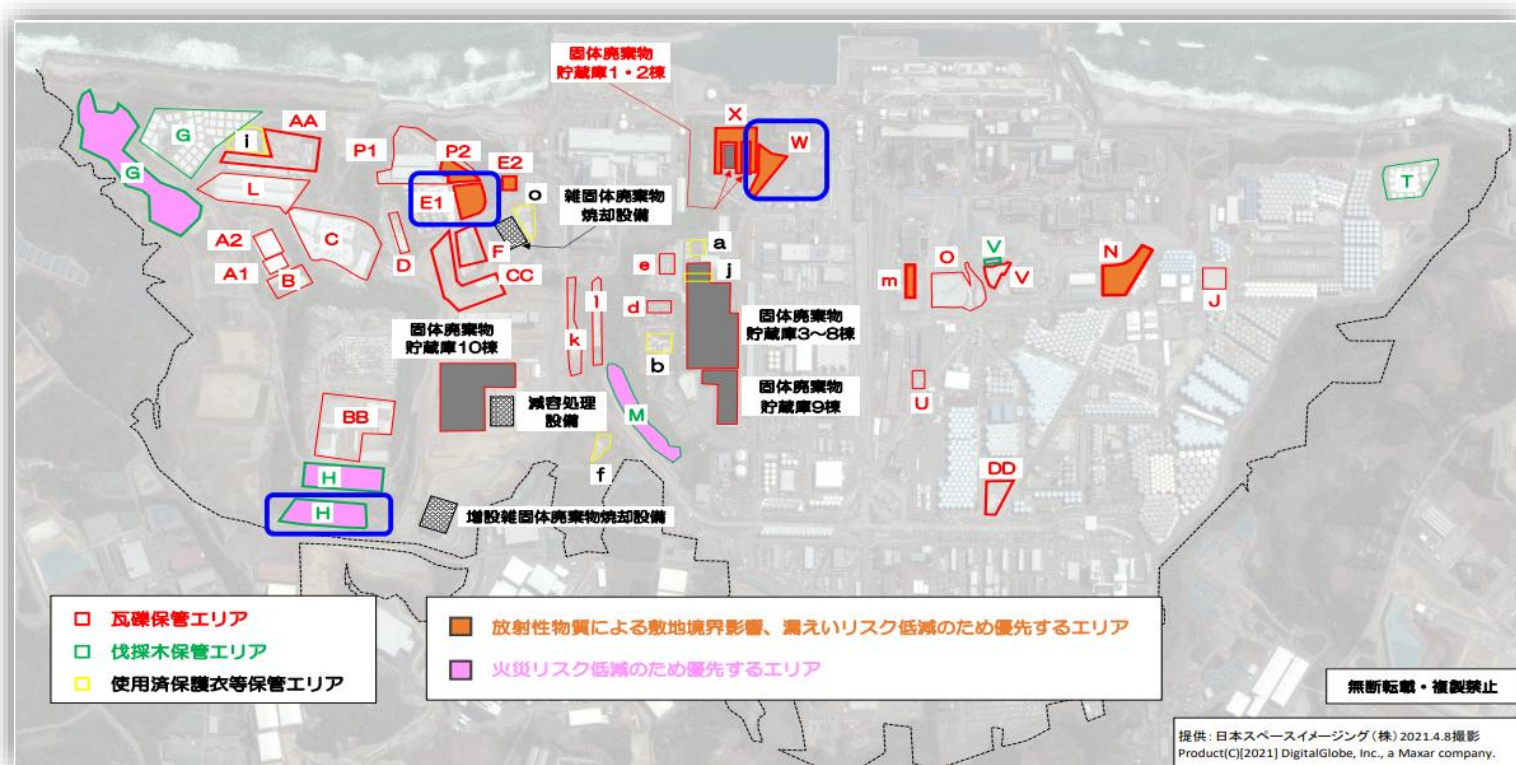 固体廃棄物
貯蔵庫1・2棟
X
W
AA
G
i
P1
P2
E2
G
L
E1
o
雑固体廃棄物
焼却設備
T
A2
C
A1
B
D
F
CC
e
a
j
m
O
V
V
N
J
l
d
k
固体廃棄物
貯蔵庫3～8棟
固体廃棄物
貯蔵庫10棟
b
固体廃棄物
貯蔵庫9棟
U
BB
減容処理
設備
M
f
H
DD
H
増設雑固体廃棄物焼却設備
瓦礫保管エリア
伐採木保管エリア
使用済保護衣等保管エリア
放射性物質による敷地境界影響、漏えいリスク低減のため優先するエリア
火災リスク低減のため優先するエリア
無断転載・複製禁止
提供：日本スペースイメージング（株）2021.4.8撮影
Product(C)[2021] DigitalGlobe, Inc., a Maxar company.